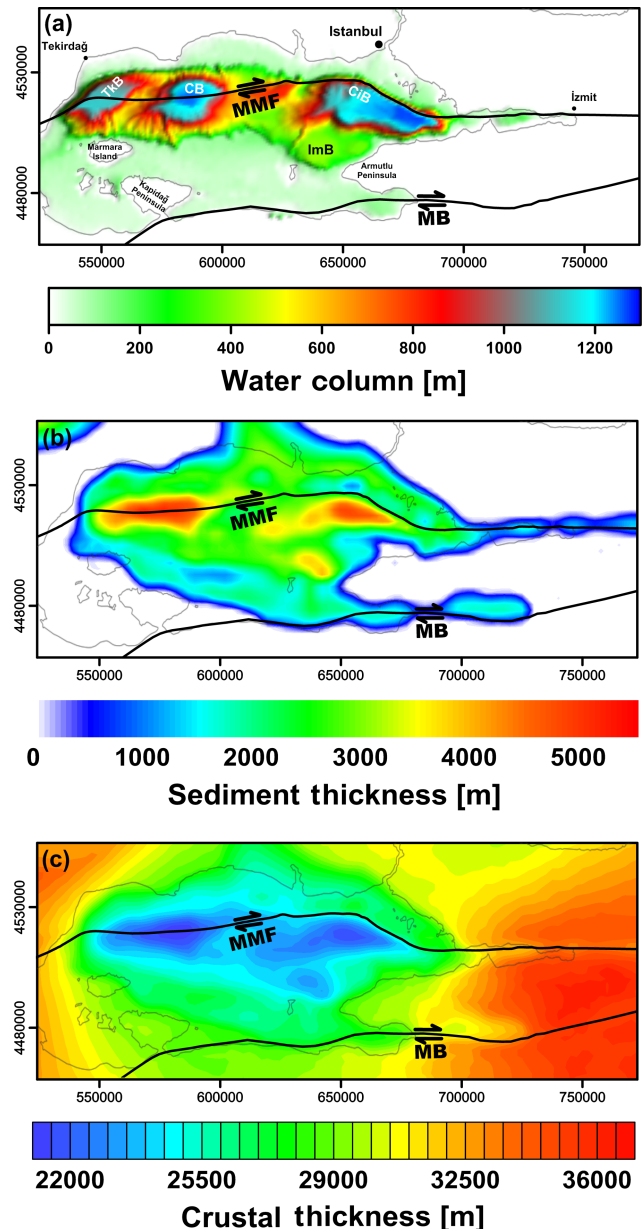 (a)
Istanbul
Tekirdağ
4530000
TkB
CB
CiB
MMF
İzmit
Marmara
Island
ImB
Armutlu
Peninsula
4480000
Kapıdağ
Peninsula
MB
550000 600000 650000 700000 750000
0 200 400 600 800 1000 1200
Water column [m]
(b)
4530000
MMF
4480000
MB
550000 600000 650000 700000 750000
0 1000 2000 3000 4000 5000
Sediment thickness [m]
(c)
4530000
MMF
4480000
MB
550000 600000 650000 700000 750000
22000 25500 29000 32500 36000
Crustal thickness [m]